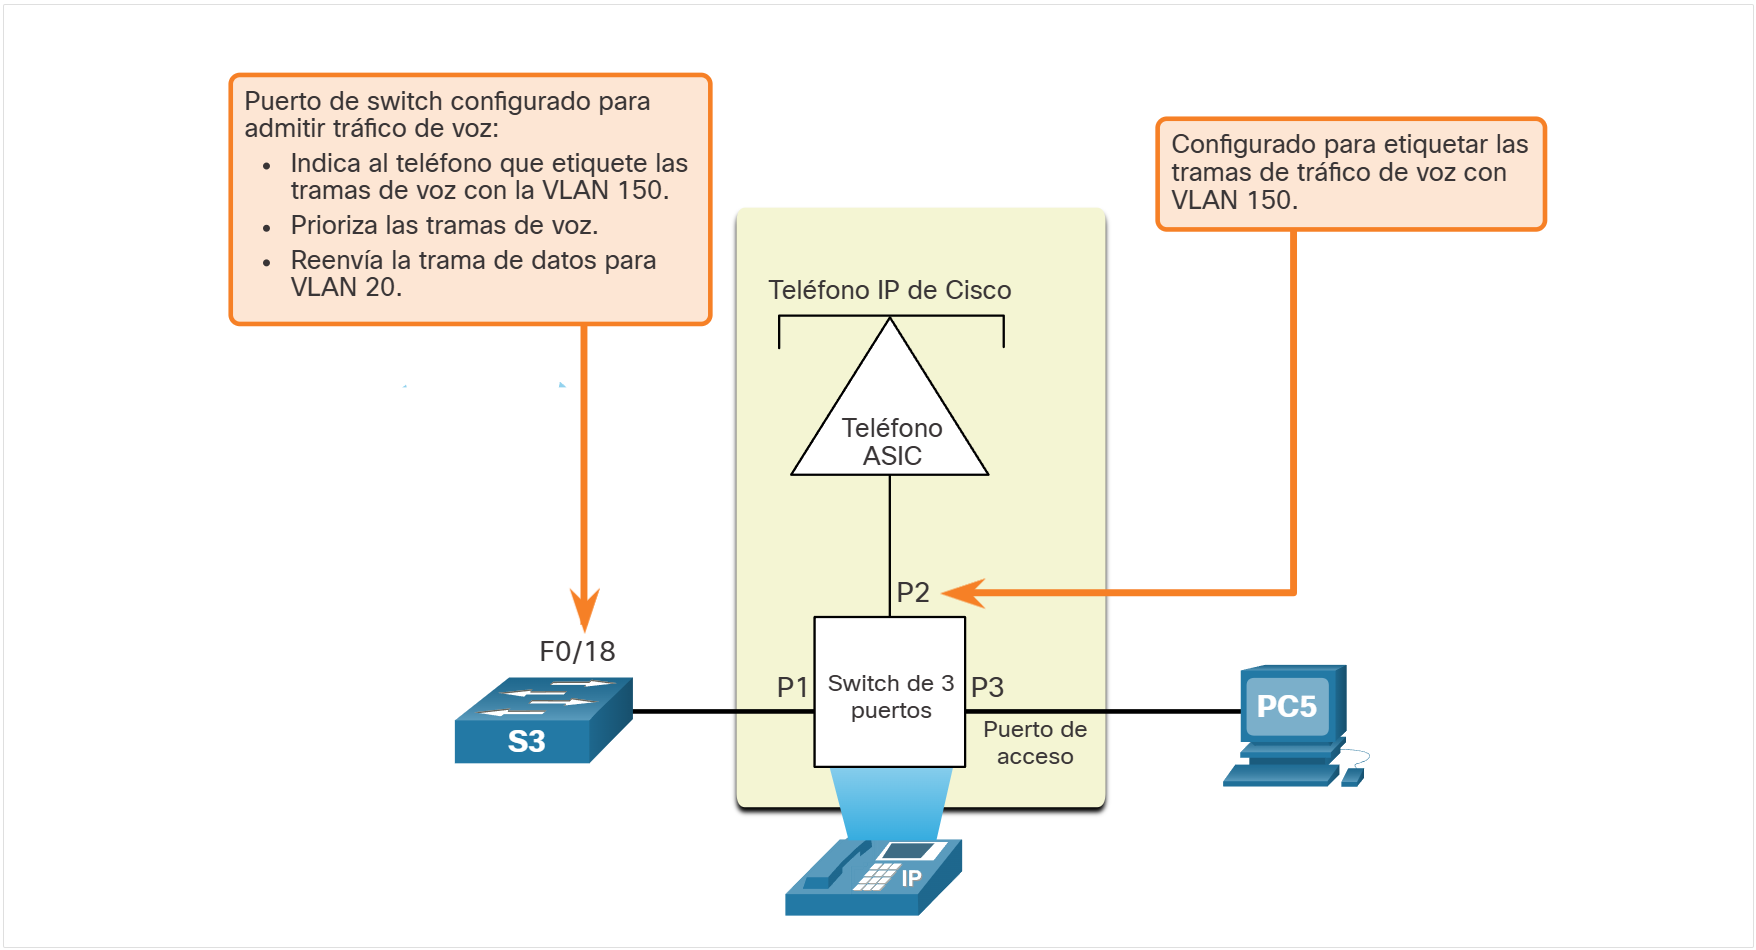 Puerto de switch configurado para
admitir tráfico de voz:
• Indica al teléfono que etiquete las
tramas de voz con la VLAN 150.
• Prioriza las tramas de voz.
• Reenvía la trama de datos para
VLAN 20.
Configurado para etiquetar las
tramas de tráfico de voz con
VLAN 150.
Teléfono IP de Cisco
Teléfono
ASIC
P2
F0/18
P1
Switch de 3
puertos
P3
Puerto de
acceso
S3
PC5
IP